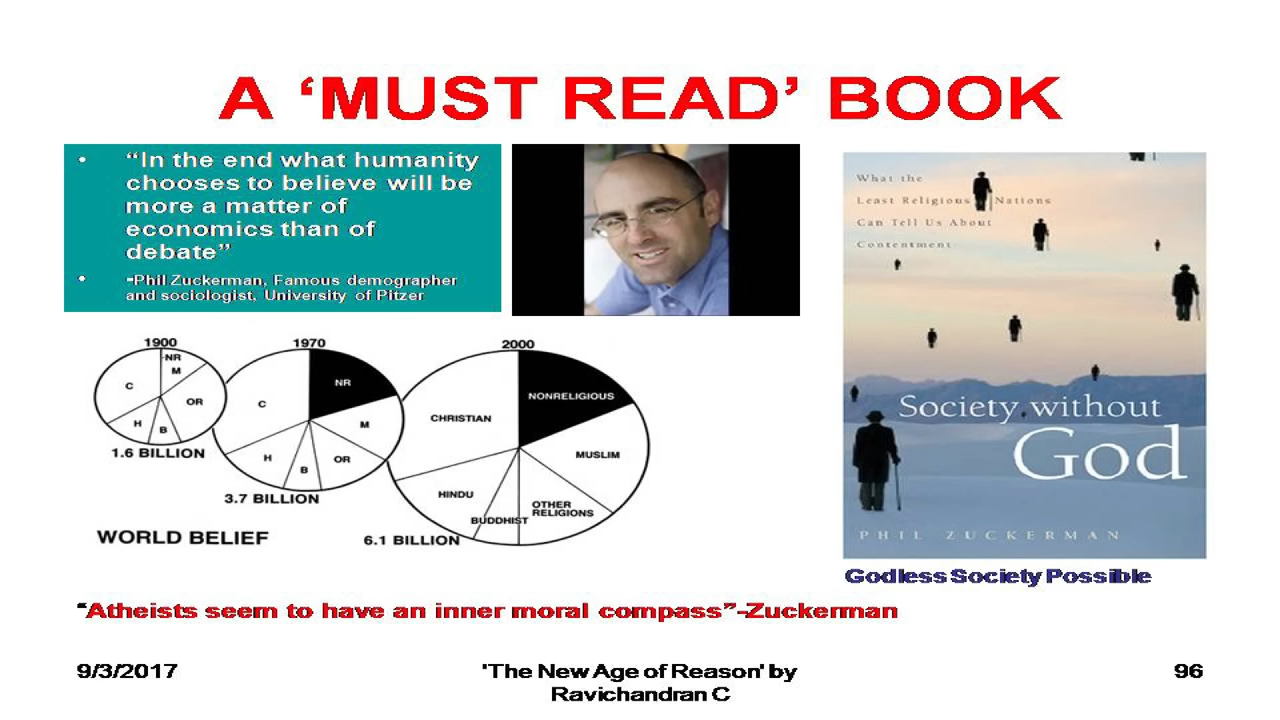 A ‘MUST READ’ BOOK
• “In the end what humanity
chooses to believe will be
more a matter of
economics than of
debate”
• -Phil Zuckerman, Famous demographer
and sociologist, University of Pitzer
What the
Least Religious Nations
Can Tell Us About
Contentment
Society without
God
PHIL ZUCKERMAN
Godless Society Possible
1900
NR
M
C
OR
H
B
1.6 BILLION
1970
NR
C
M
H
OR
B
3.7 BILLION
2000
NONRELIGIOUS
CHRISTIAN
MUSLIM
HINDU
OTHER
RELIGIONS
BUDDHIST
6.1 BILLION
WORLD BELIEF
“Atheists seem to have an inner moral compass”-Zuckerman
9/3/2017
'The New Age of Reason' by
Ravichandran C
96